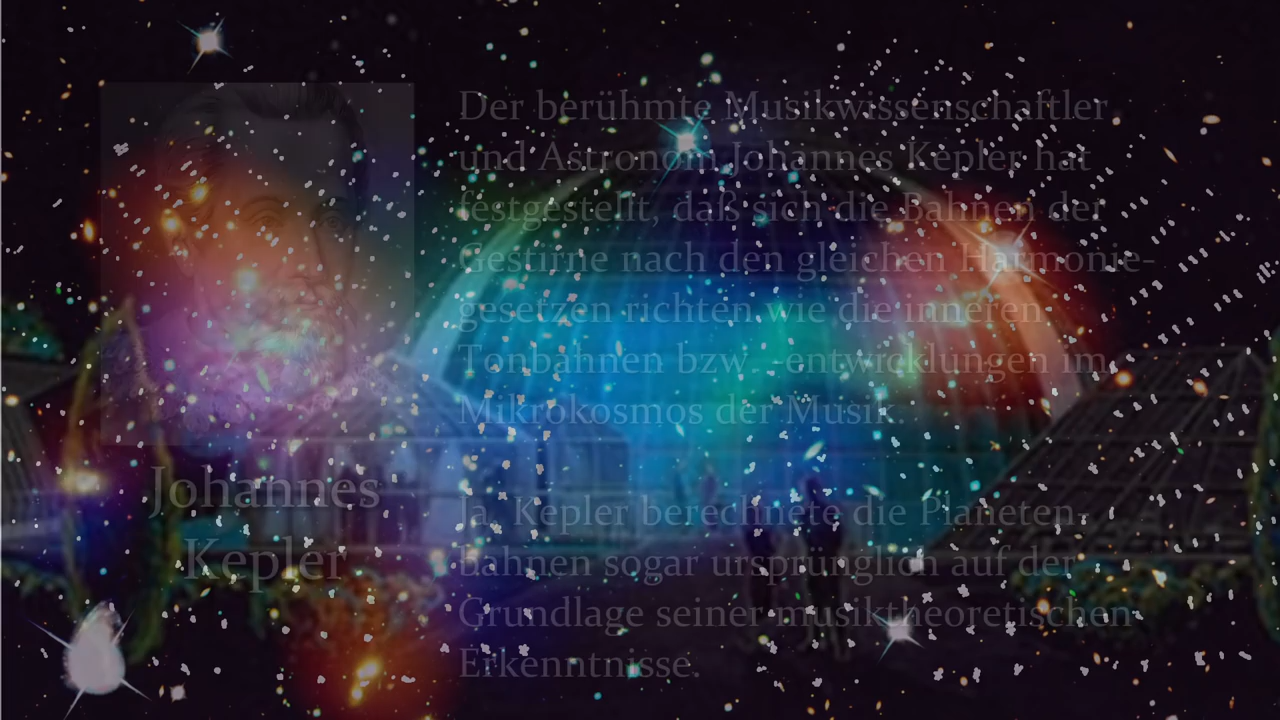 Der berühmte Musikwissenschaftler
und Astronom Johannes Kepler hat
festgestellt, daß sich die Bahnen der
Gestirne nach den gleichen Harmonie-
gesetzen richten wie die inneren
Tonbahnen bzw. -entwicklungen im
Mikrokosmos der Musik.
Ja, Kepler berechnete die Planeten-
Bahnen sogar ursprünglich auf der
Grundlage seiner musiktheoretischen
Erkenntnisse.
Johannes
Kepler